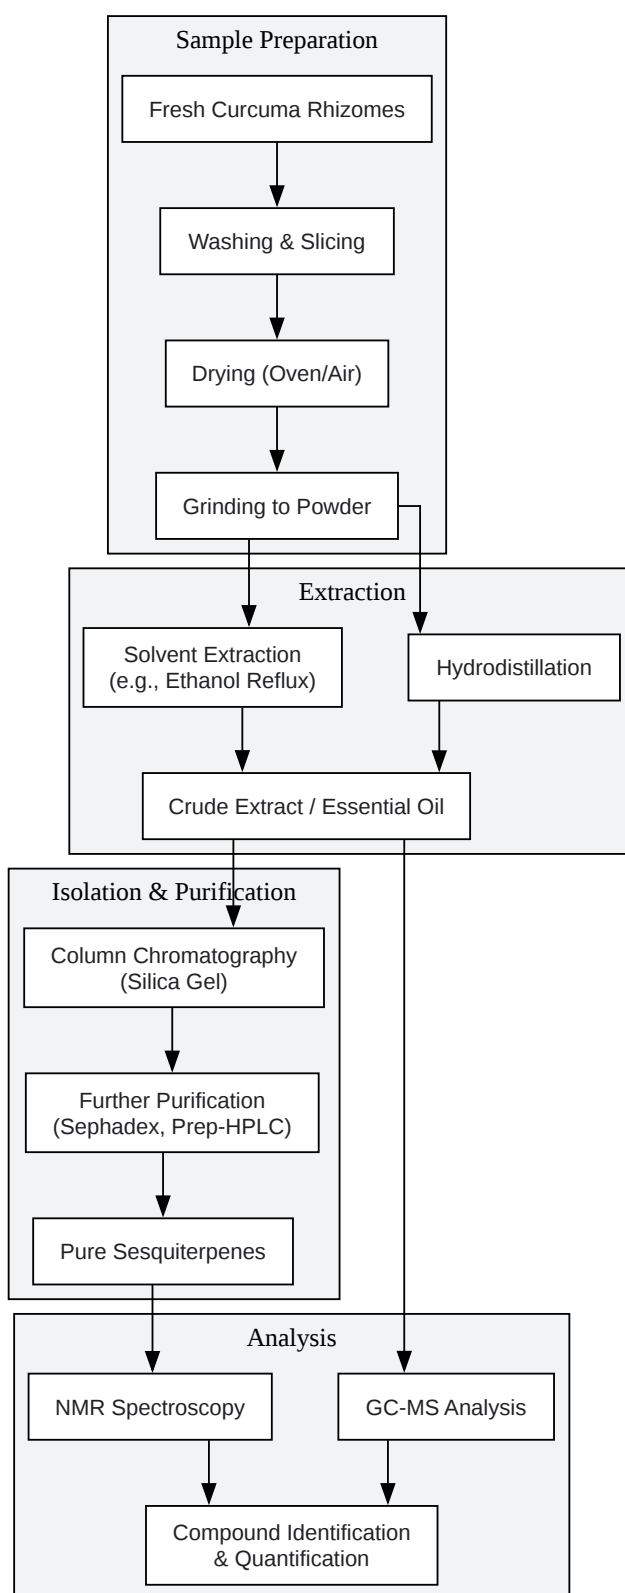 Sample Preparation
Fresh Curcuma Rhizomes
Washing & Slicing
Drying (Oven/Air)
Grinding to Powder
Extraction
Solvent Extraction
(e.g., Ethanol Reflux)
Hydrodistillation
Crude Extract / Essential Oil
Isolation & Purification
Column Chromatography
(Silica Gel)
Further Purification
(Sephadex, Prep-HPLC)
Pure Sesquiterpenes
Analysis
NMR Spectroscopy
GC-MS Analysis
Compound Identification
& Quantification